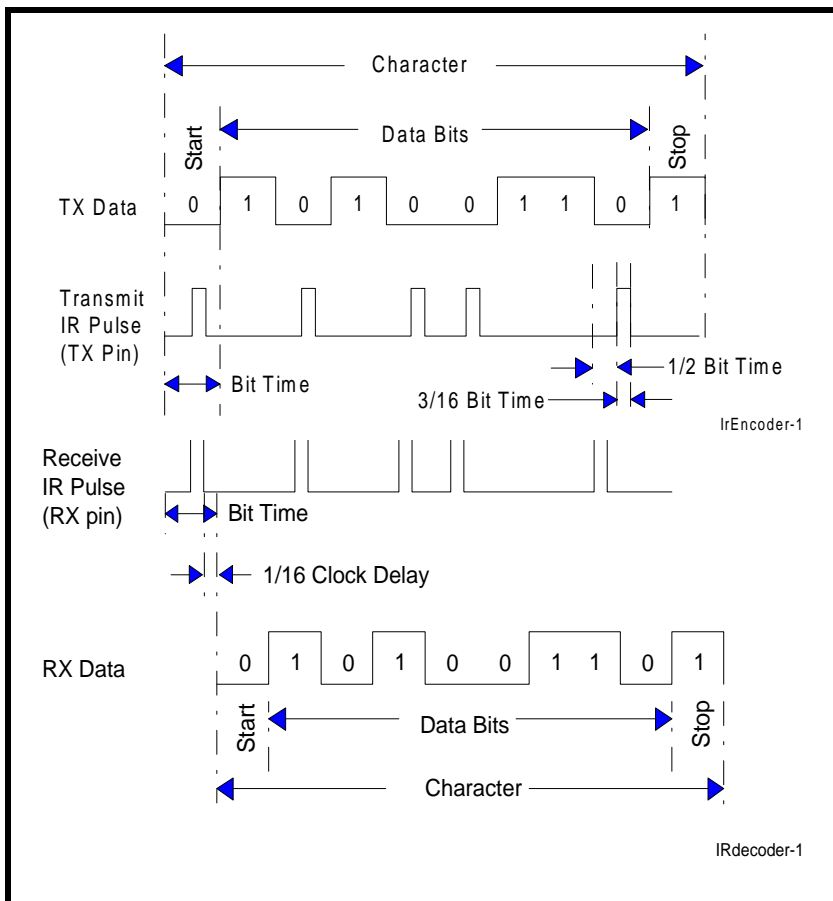 Character
Start
Data Bits
Stop
TX Data
0 1 0 1 0 0 1 1 0 1
Transmit
IR Pulse
(TX Pin)
Bit Time
1/2 Bit Time
3/16 Bit Time
IrEncoder-1
Receive
IR Pulse
(RX pin)
Bit Time
1/16 Clock Delay
RX Data
0 1 0 1 0 0 1 1 0 1
Start
Data Bits
Stop
Character
IRdecoder-1